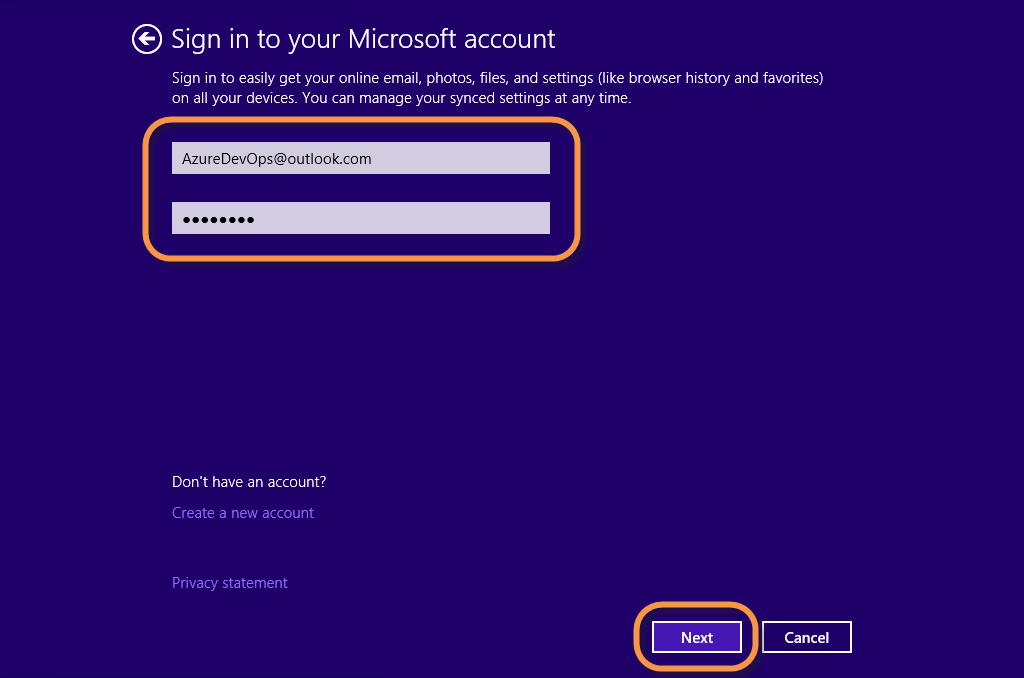 Sign in to your Microsoft account
Sign in to easily get your online email, photos, files, and settings (like browser history and favorites)
on all your devices. You can manage your synced settings at any time.
AzureDevOps@outlook.com
●●●●●●●●
Don't have an account?
Create a new account
Privacy statement
Next
Cancel